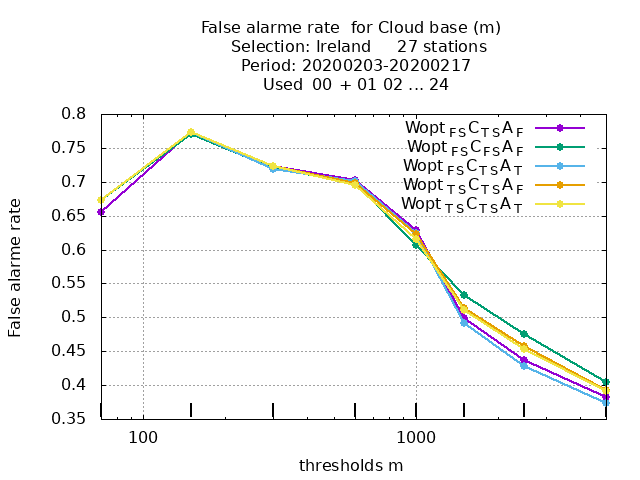 False alarme rate  for Cloud base (m)
Selection: Ireland     27 stations
Period: 20200203-20200217
Used  00 + 01 02 ... 24
Wopt FS C TS A F
Wopt FS C FS A F
Wopt FS C TS A T
Wopt TS C TS A F
Wopt TS C TS A T
0.8
0.75
0.7
0.65
0.6
0.55
0.5
0.45
0.4
0.35
False alarme rate
100 1000
thresholds m